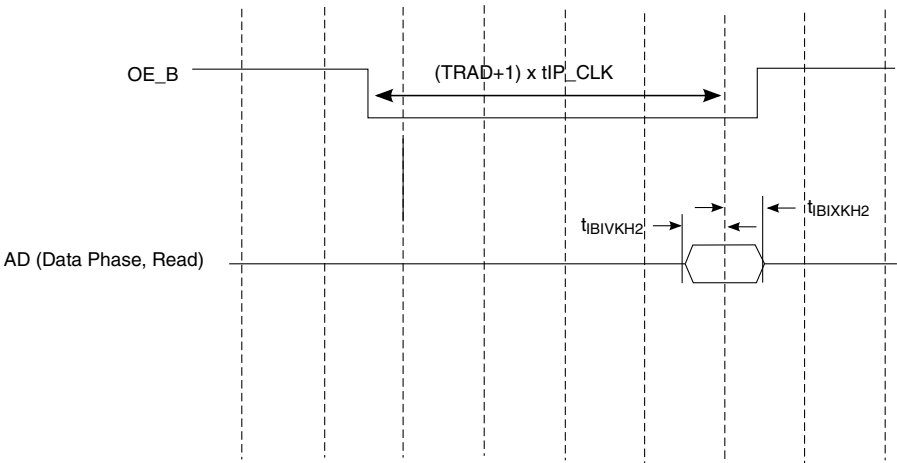 OE_B
(TRAD+1) x tIP_CLK
tIBIVKH2
tIBIXKH2
AD (Data Phase, Read)